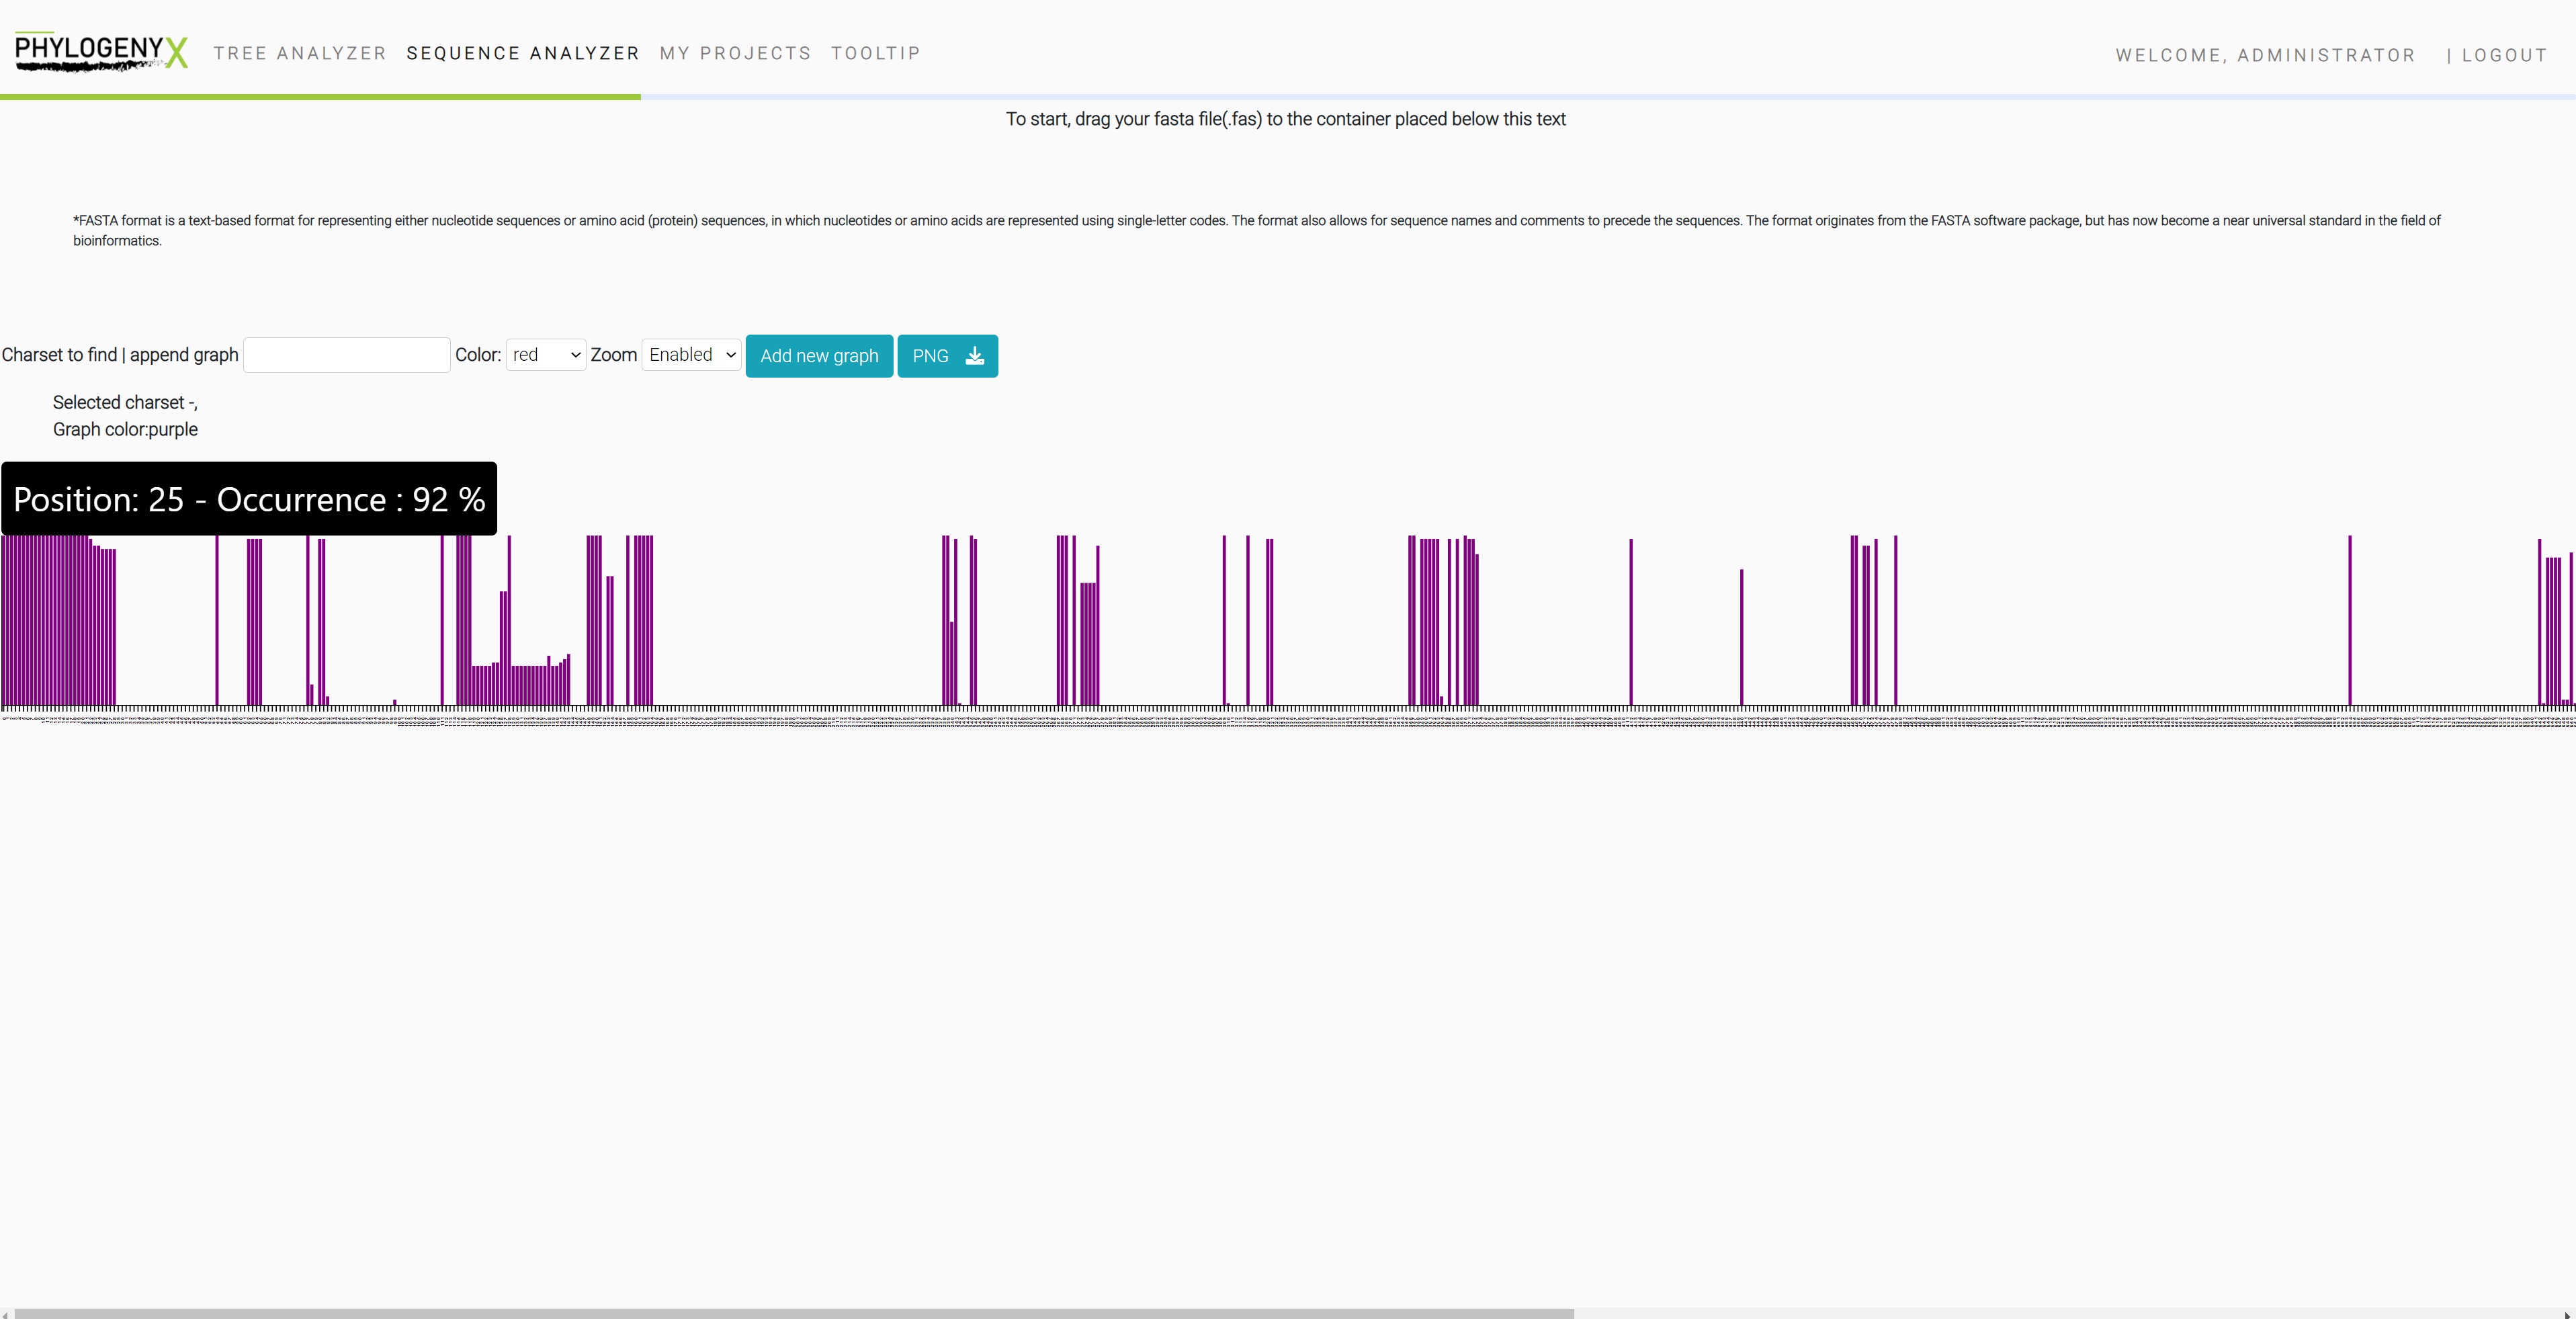 PHYLOGENYX TREE ANALYZER SEQUENCE ANALYZER MY PROJECTS TOOLTIP WELCOME, ADMINISTRATOR | LOGOUT
To start, drag your fasta file(.fas) to the container placed below this text
*FASTA format is a text-based format for representing either nucleotide sequences or amino acid (protein) sequences, in which nucleotides or amino acids are represented using single-letter codes. The format also allows for sequence names and comments to precede the sequences. The format originates from the FASTA software package, but has now become a near universal standard in the field of
bioinformatics.
Charset to find | append graph Color: red Zoom Enabled Add new graph PNG
Selected charset -,
Graph color:purple
Position: 25 - Occurrence : 92 %